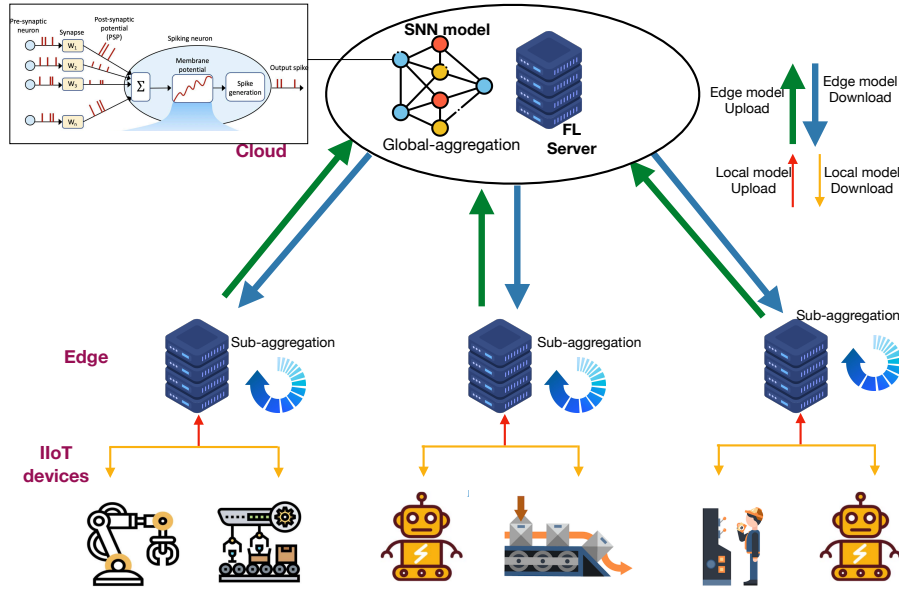 Pre-synaptic
neuron
Synapse
Post-synaptic
potential
(PSP)
Spiking neuron
Membrane
potential
Output spike
W1
W2
W3
Wn
Σ
Spike
generation
SNN model
Global-aggregation
FL
Server
Cloud
Edge model
Upload
Edge model
Download
Local model
Upload
Local model
Download
Edge
Sub-aggregation
Sub-aggregation
Sub-aggregation
IIoT
devices